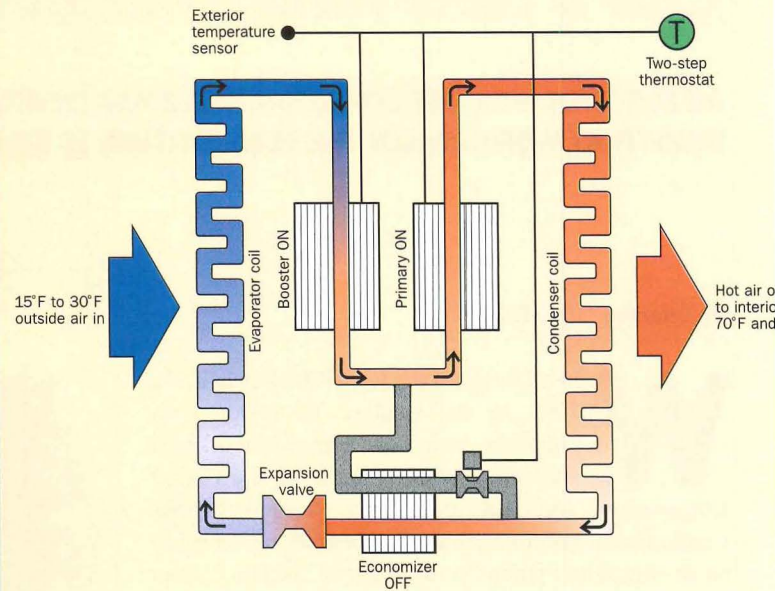 Exterior
temperature
sensor
T
Two-step
thermostat
Evaporator coil
Booster ON
Primary ON
Condenser coil
15°F to 30°F
outside air in
Hot air o
to interio
70°F and
Expansion
valve
Economizer
OFF